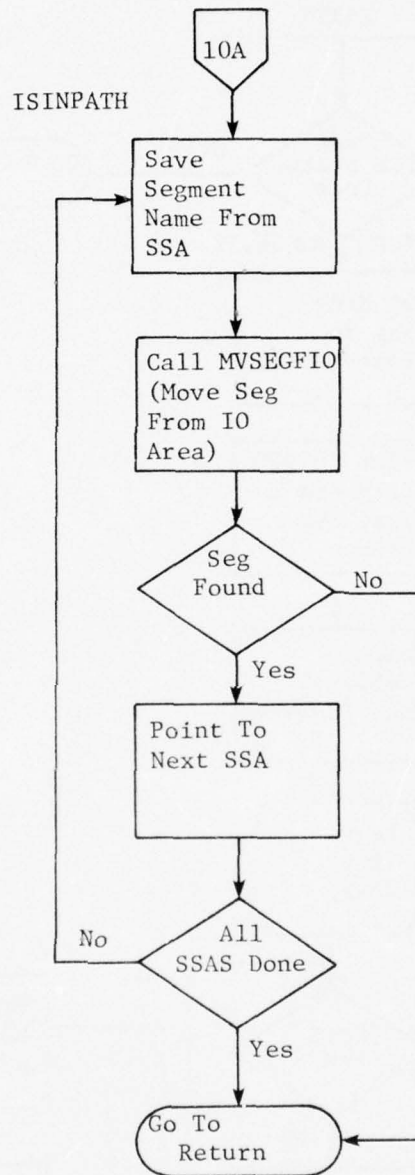 10A
ISINPATH
Save
Segment
Name From
SSA
Call MVSEGFIO
(Move Seg
From IO
Area)
Seg
Found
No
Yes
Point To
Next SSA
All
SSAS Done
No
Yes
Go To
Return